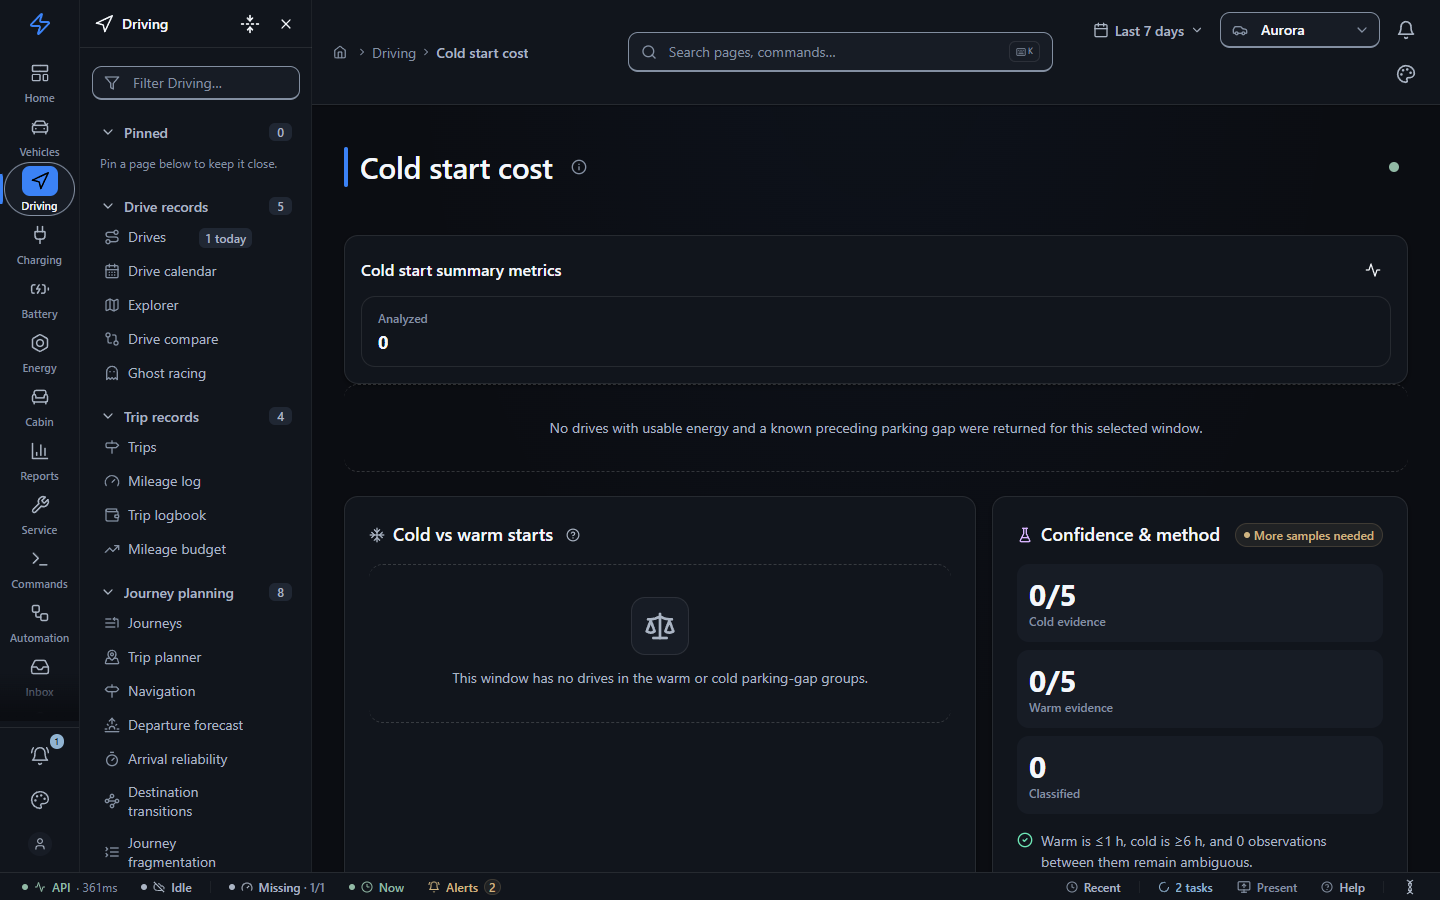 Home
Vehicles
Driving
Charging
Battery
Energy
Cabin
Reports
Service
Commands
Automation
Inbox
1
Driving
Filter Driving...
Pinned 0
Pin a page below to keep it close.
Drive records 5
Drives 1 today
Drive calendar
Explorer
Drive compare
Ghost racing
Trip records 4
Trips
Mileage log
Trip logbook
Mileage budget
Journey planning 8
Journeys
Trip planner
Navigation
Departure forecast
Arrival reliability
Destination
transitions
Journey
fragmentation
Driving > Cold start cost
Search pages, commands... K
Last 7 days
Aurora
Cold start cost
Cold start summary metrics
Analyzed
0
No drives with usable energy and a known preceding parking gap were returned for this selected window.
Cold vs warm starts
This window has no drives in the warm or cold parking-gap groups.
Confidence & method More samples needed
0/5
Cold evidence
0/5
Warm evidence
0
Classified
Warm is ≤1 h, cold is ≥6 h, and 0 observations
between them remain ambiguous.
API · 361ms Idle Missing · 1/1 Now Alerts 2 Recent 2 tasks Present Help